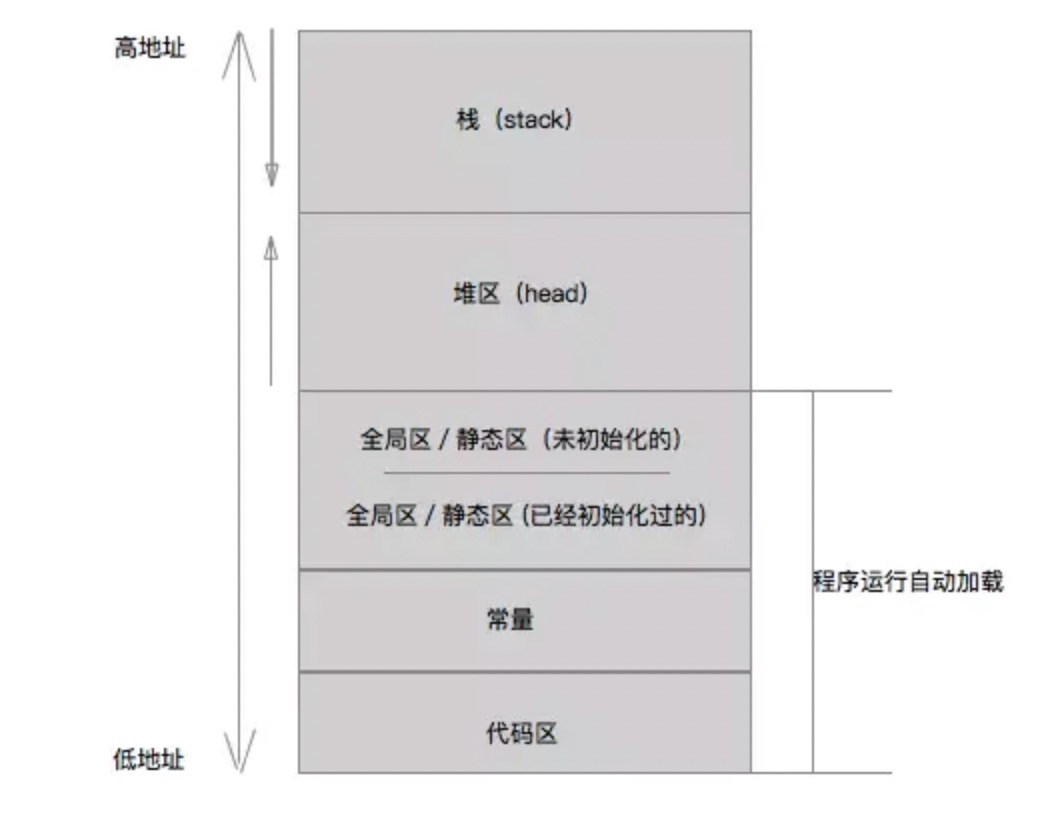 高地址
栈（stack）
堆区（head）
全局区 / 静态区（未初始化的）
全局区 / 静态区 (已经初始化过的)
程序运行自动加载
常量
代码区
低地址